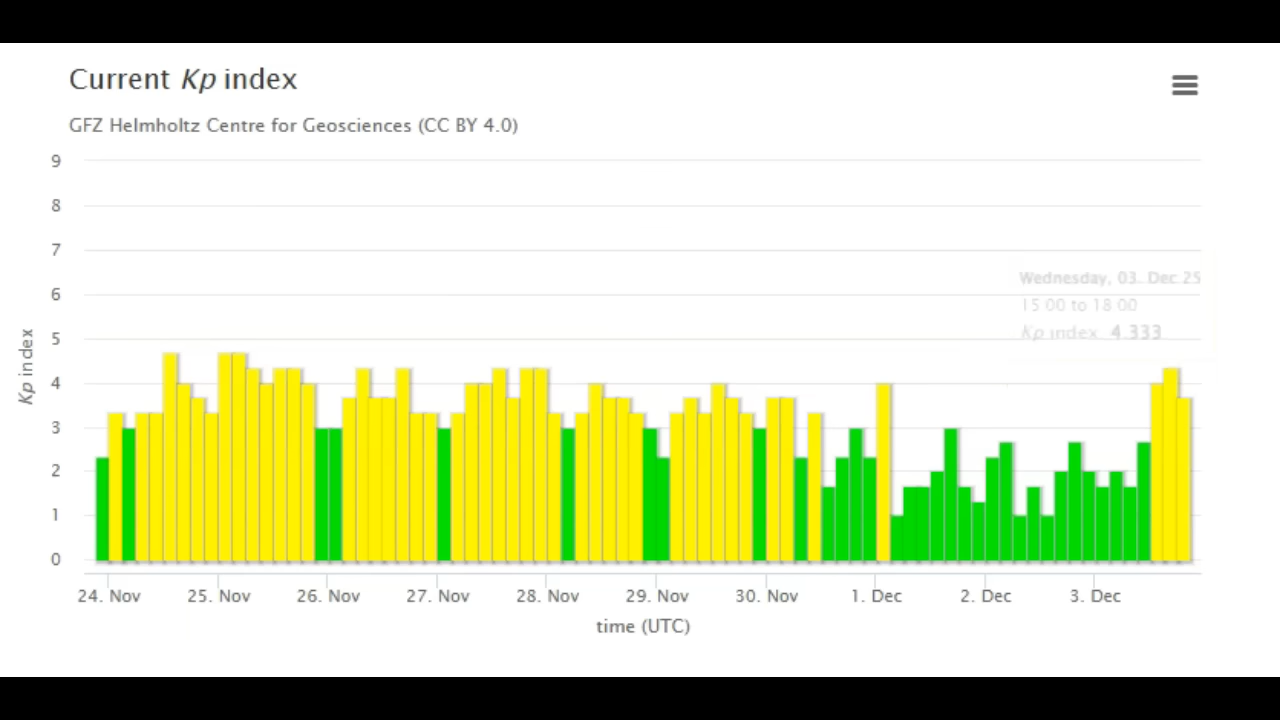 Current Kp index
GFZ Helmholtz Centre for Geosciences (CC BY 4.0)
9
8
7
6
5
4
3
2
1
0
Kp index
Wednesday, 03. Dec 25
15:00 to 18:00
Kp index: 4.333
24. Nov
25. Nov
26. Nov
27. Nov
28. Nov
29. Nov
30. Nov
1. Dec
2. Dec
3. Dec
time (UTC)